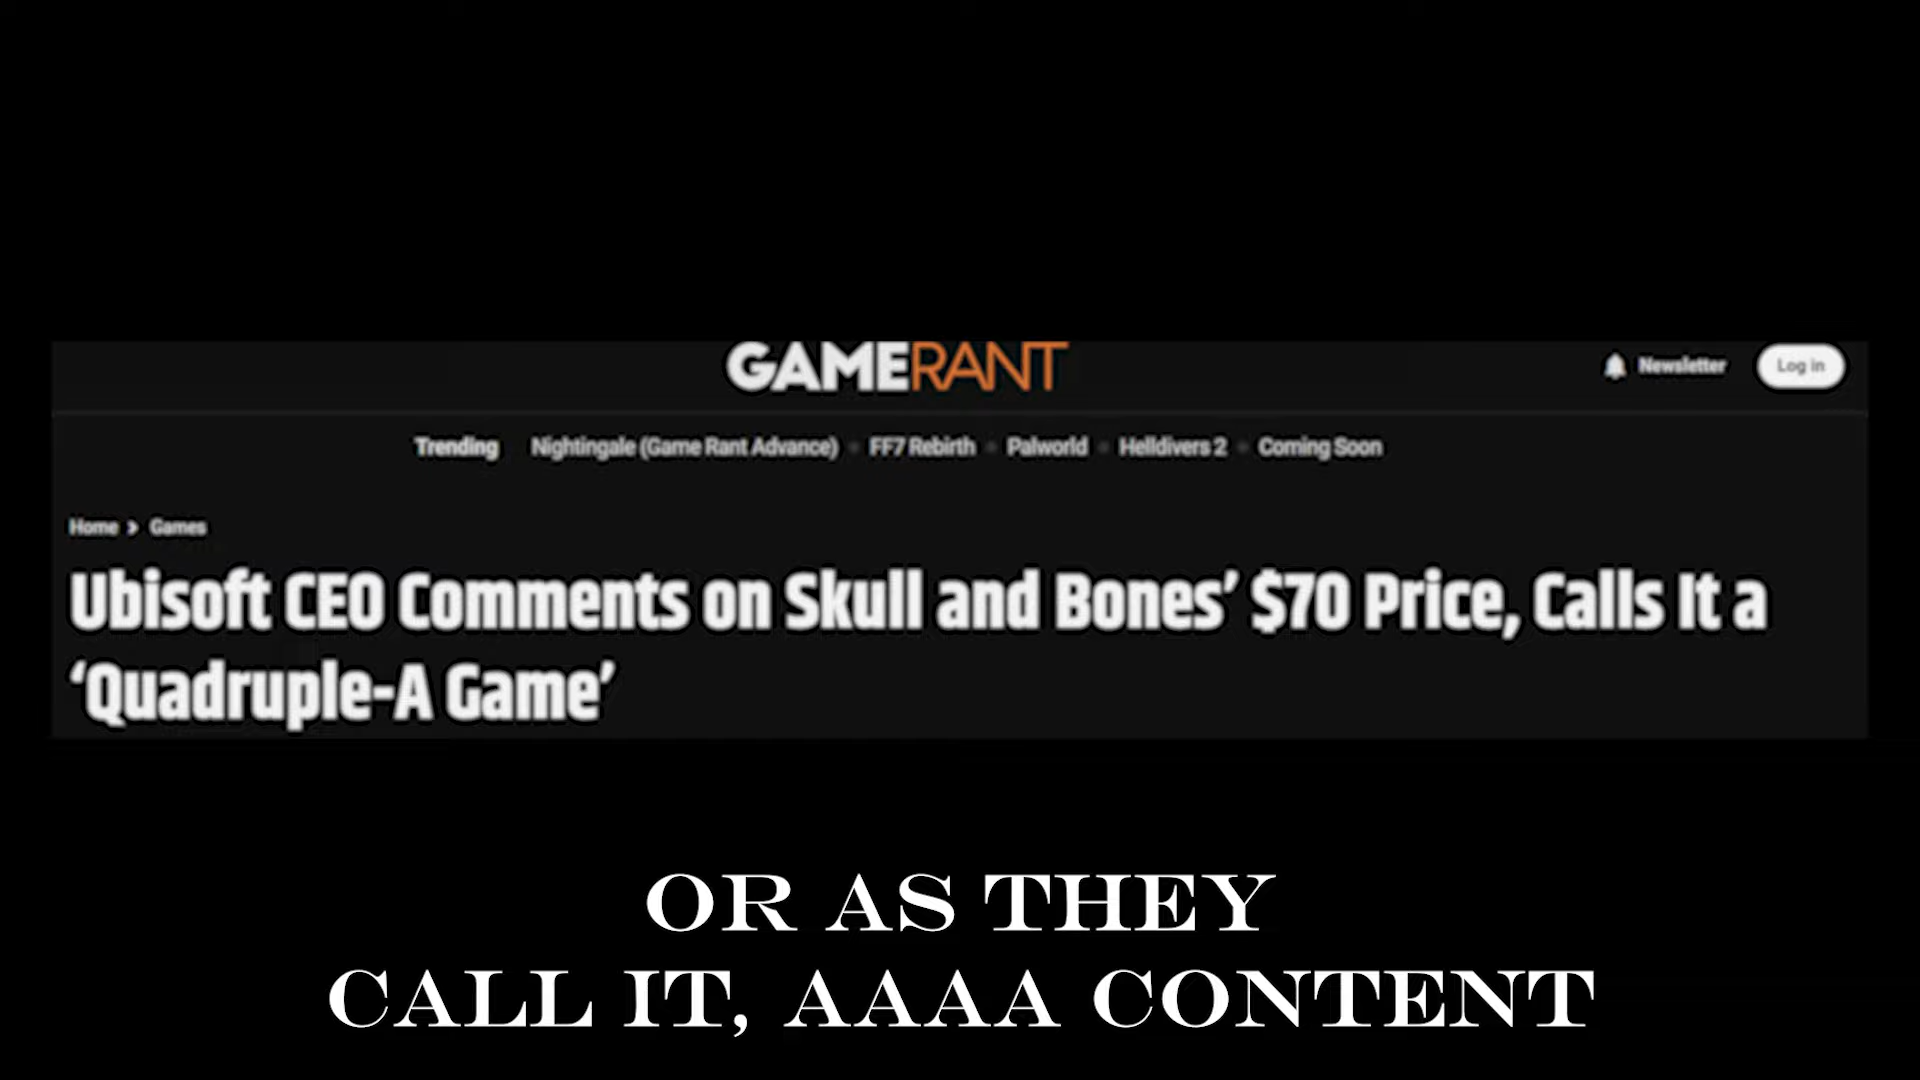 GAMERANT
Newsletter
Log in
Trending Nightingale (Game Rant Advance) • FF7 Rebirth • Palworld • Helldivers 2 • Coming Soon
Home > Games
Ubisoft CEO Comments on Skull and Bones’ $70 Price, Calls It a
‘Quadruple-A Game’
OR AS THEY
CALL IT, AAAA CONTENT